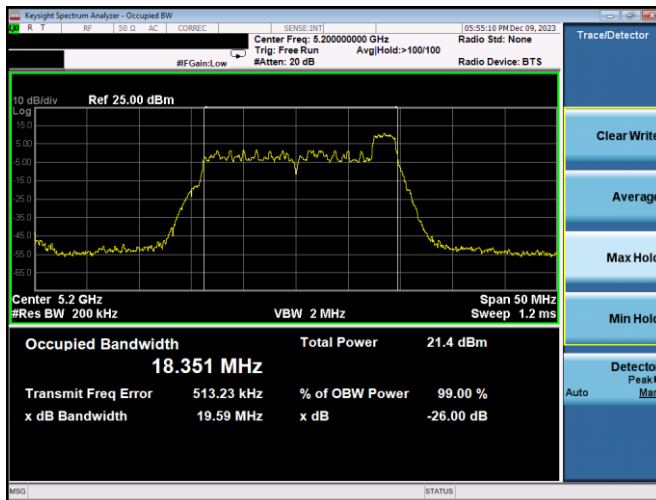 Keysight Spectrum Analyzer - Occupied BW
R T RF 50 Ω AC CORREC SENSE:INT 05:55:10 PM Dec 09, 2023
Center Freq: 5.200000000 GHz Radio Std: None
Trig: Free Run Avg|Hold:>100/100
#IFGain:Low #Atten: 20 dB Radio Device: BTS
Trace/Detector
10 dB/div Ref 25.00 dBm
Log
15.0
5.00
-5.00
-15.0
-25.0
-35.0
-45.0
-55.0
-65.0
Center 5.2 GHz Span 50 MHz
#Res BW 200 kHz VBW 2 MHz Sweep 1.2 ms
Occupied Bandwidth Total Power 21.4 dBm
18.351 MHz
Transmit Freq Error 513.23 kHz % of OBW Power 99.00 %
x dB Bandwidth 19.59 MHz x dB -26.00 dB
Clear Write
Average
Max Hold
Min Hold
Detector
Peak
Auto Man
MSG STATUS